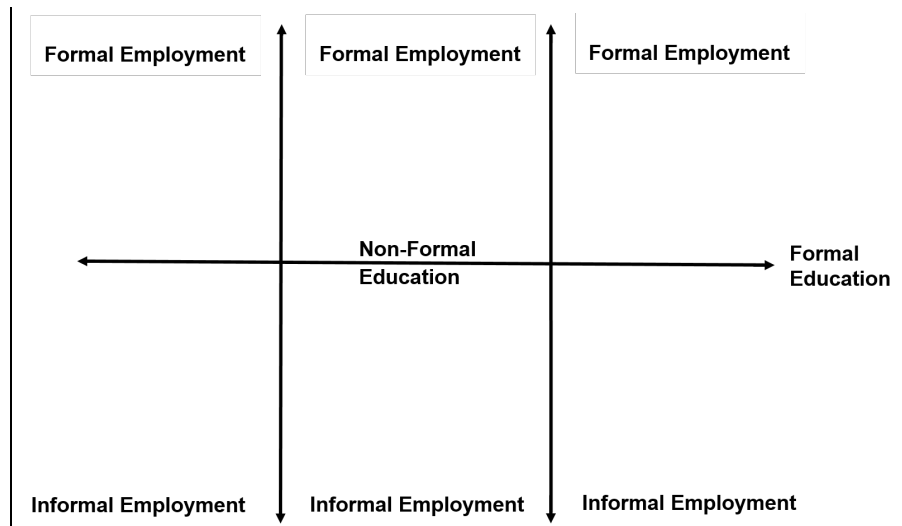 Formal Employment
Formal Employment
Formal Employment
Non-Formal
Education
Formal
Education
Informal Employment
Informal Employment
Informal Employment